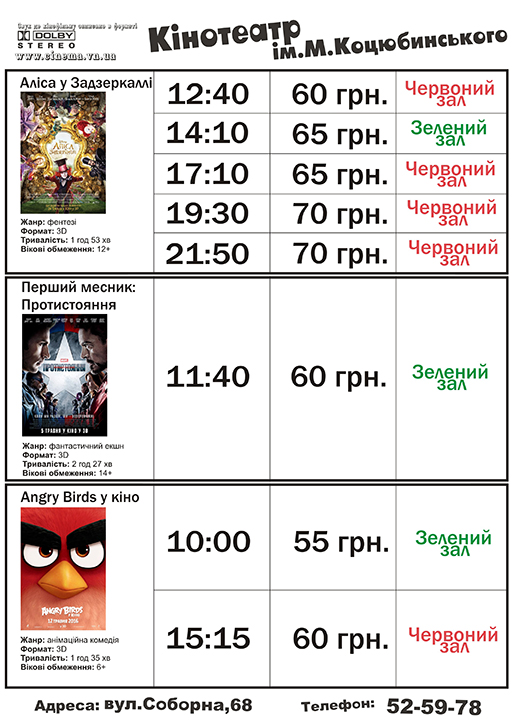 Звук по кінофільму озвучено в форматі
DOLBY
STEREO
www.cinema.vn.ua
Кінотеатр
ім.М.Коцюбинського
Аліса у Задзеркаллі
Жанр: фентезі
Формат: 3D
Тривалість: 1 год 53 хв
Вікові обмеження: 12+
12:40 60 грн. Червоний зал
14:10 65 грн. Зелений зал
17:10 65 грн. Червоний зал
19:30 70 грн. Червоний зал
21:50 70 грн. Червоний зал
Перший месник:
Протистояння
MARVEL
ПРОТИСТОЯННЯ
5 ТРАВНЯ У КІНО У 3D
Жанр: фантастичний екшн
Формат: 3D
Тривалість: 2 год 27 хв
Вікові обмеження: 14+
11:40 60 грн. Зелений зал
Angry Birds у кіно
ANGRY BIRDS
У КІНО
12 ТРАВНЯ 2016
Жанр: анімаційна комедія
Формат: 3D
Тривалість: 1 год 35 хв
Вікові обмеження: 6+
10:00 55 грн. Зелений зал
15:15 60 грн. Червоний зал
Адреса: вул.Соборна,68 Телефон: 52-59-78